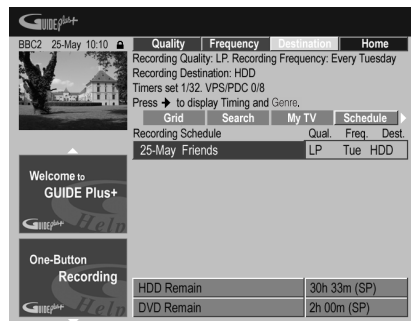 GUIDE Plus+
BBC2 25-May 10:10
Quality Frequency Destination Home
Recording Quality: LP. Recording Frequency: Every Tuesday
Recording Destination: HDD
Timers set 1/32. VPS/PDC 0/8
Press → to display Timing and Genre.
Grid Search My TV Schedule
Recording Schedule Qual. Freq. Dest.
25-May Friends LP Tue HDD
Welcome to
GUIDE Plus+
GUIDE Plus+ Help
One-Button
Recording
GUIDE Plus+ Help
HDD Remain 30h 33m (SP)
DVD Remain 2h 00m (SP)